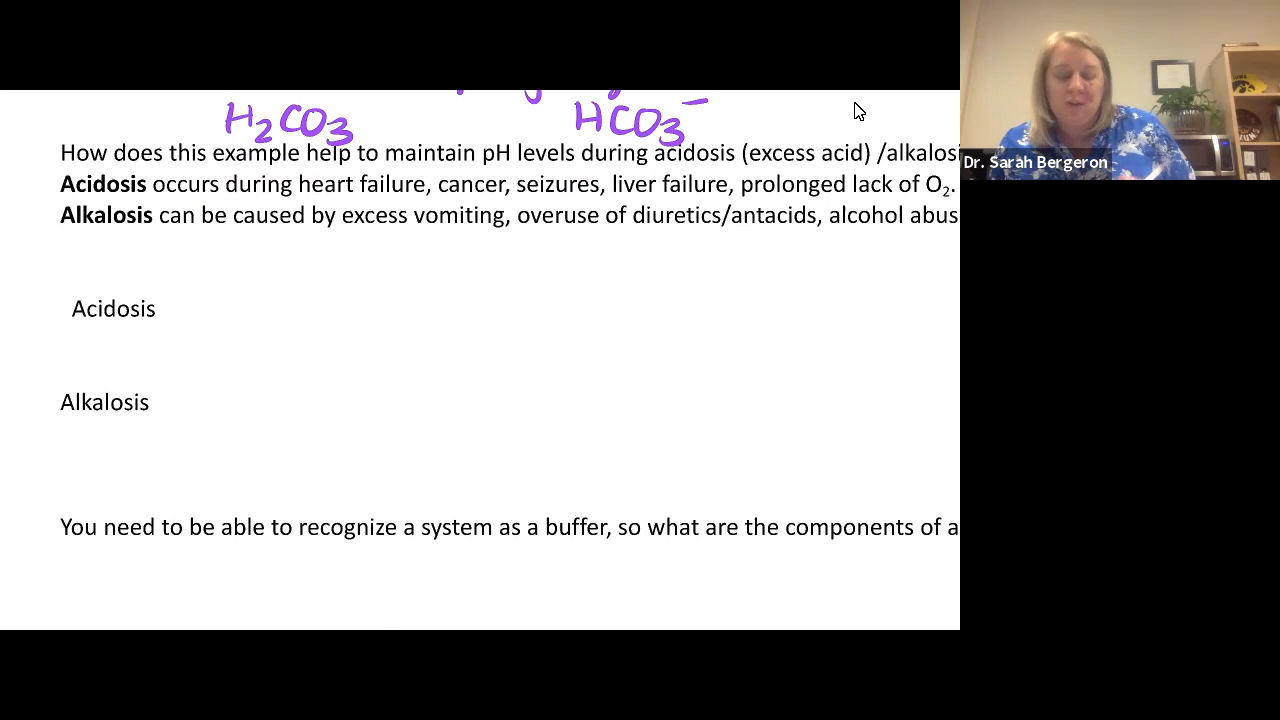 H₂CO₃ HCO₃⁻
How does this example help to maintain pH levels during acidosis (excess acid) /alkalosi
Acidosis occurs during heart failure, cancer, seizures, liver failure, prolonged lack of O₂.
Alkalosis can be caused by excess vomiting, overuse of diuretics/antacids, alcohol abus
Acidosis
Alkalosis
You need to be able to recognize a system as a buffer, so what are the components of a
Dr. Sarah Bergeron
IOWA